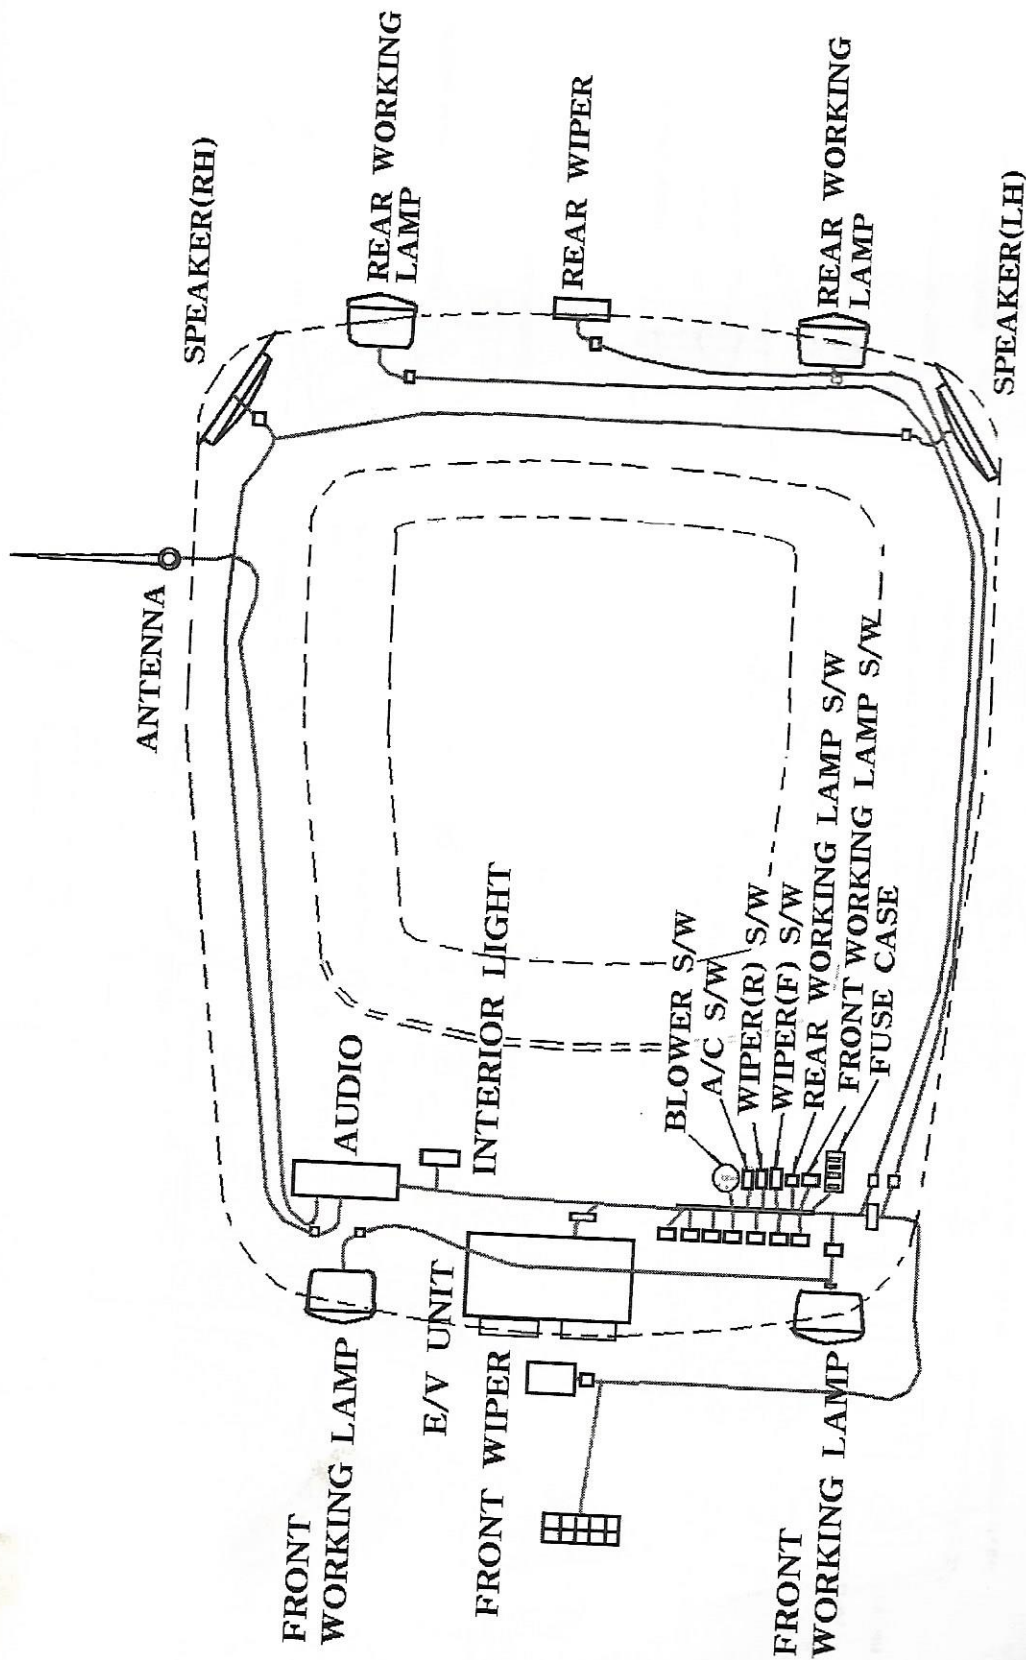 SPEAKER(RH)
REAR WORKING
LAMP
REAR WIPER
REAR WORKING
LAMP
SPEAKER(LH)
ANTENNA
AUDIO
INTERIOR LIGHT
BLOWER S/W
A/C S/W
WIPER(R) S/W
WIPER(F) S/W
REAR WORKING LAMP S/W
FRONT WORKING LAMP S/W
FUSE CASE
FRONT
WORKING LAMP
E/V UNIT
FRONT WIPER
FRONT
WORKING LAMP